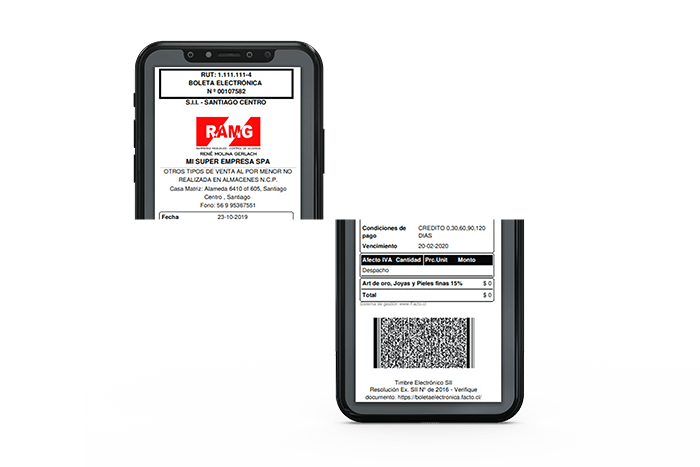 RUT: 1.111.111-4
BOLETA ELECTRÓNICA
N º 00107582
S.I.I. - SANTIAGO CENTRO
RAMG
RENÉ MOLINA GERLACH
MI SUPER EMPRESA SPA
OTROS TIPOS DE VENTA AL POR MENOR NO
REALIZADA EN ALMACENES N.C.P.
Casa Matriz: Alameda 6410 of 605, Santiago
Centro , Santiago
Fono: 56 9 95367551
Fecha 23-10-2019
Condiciones de pago CREDITO 0,30,60,90,120 DIAS
Vencimiento 20-02-2020
Afecto IVA Cantidad Prc.Unit Monto
Despacho
Art de oro, Joyas y Pieles finas 15% $ 0
Total $ 0
Sistema de gestión www.iFacto.cl
Timbre Electrónico SII
Resolución Ex. SII N° de 2016 - Verifique
documento: https://boletaelectronica.facto.cl/